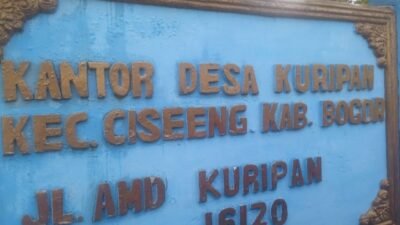 KANTOR DESA KURIPAN
KEC. CISEENG KAB. BOGOR
JL. AMD KURIPAN
16120